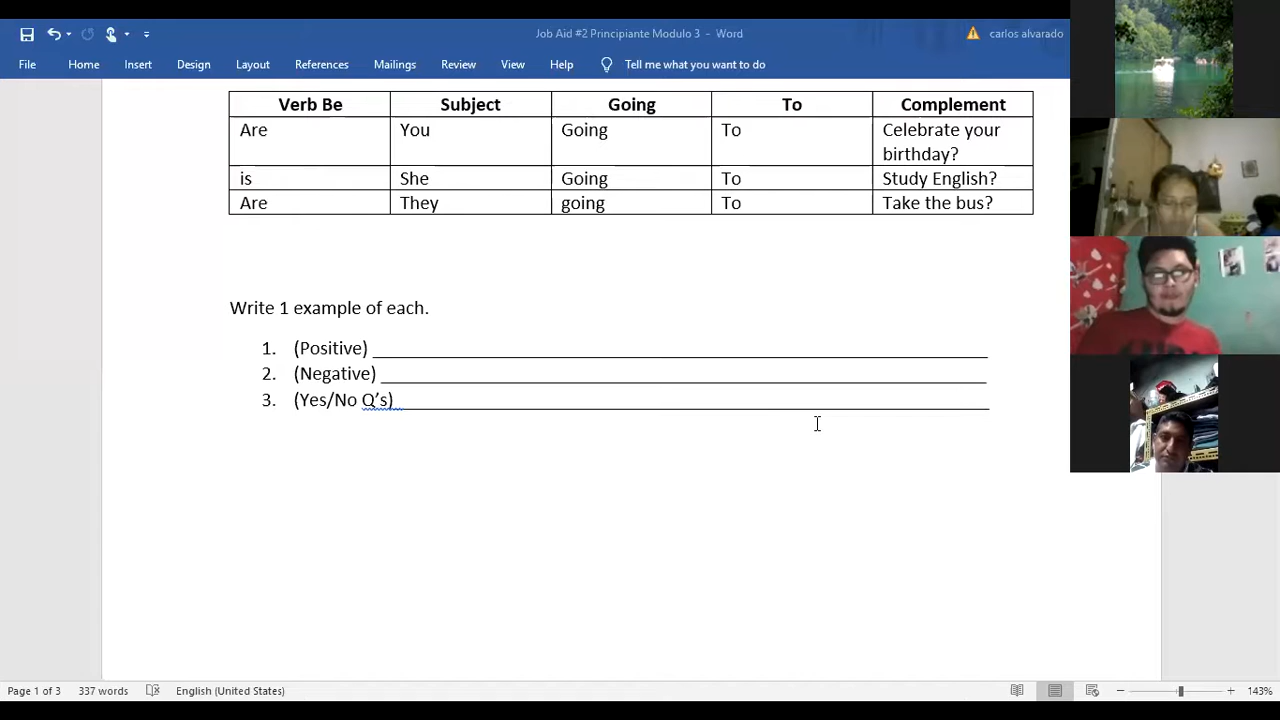 Job Aid #2 Principiante Modulo 3 - Word
carlos alvarado
File Home Insert Design Layout References Mailings Review View Help Tell me what you want to do
Verb Be Subject Going To Complement
Are You Going To Celebrate your
birthday?
is She Going To Study English?
Are They going To Take the bus?
Write 1 example of each.
1. (Positive) ______________________________
2. (Negative) ______________________________
3. (Yes/No Q's) ______________________________
Page 1 of 3 337 words English (United States) 143%